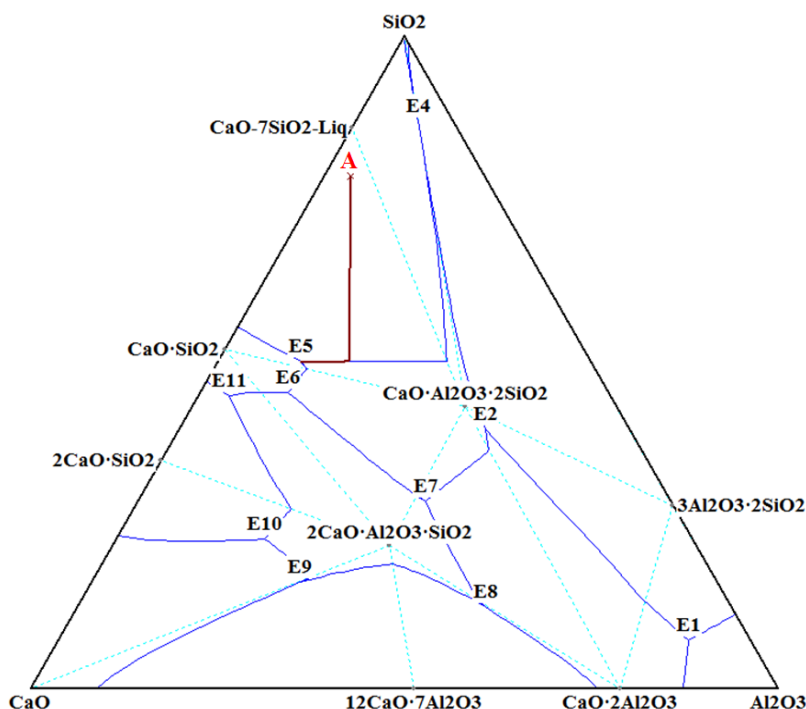 SiO2
E4
CaO-7SiO2-Liq
A
E5
CaO·SiO2
E6
E11
CaO·Al2O3·2SiO2
E2
2CaO·SiO2
E7
3Al2O3·2SiO2
E10
2CaO·Al2O3·SiO2
E9
E8
E1
CaO
12CaO·7Al2O3
CaO·2Al2O3
Al2O3